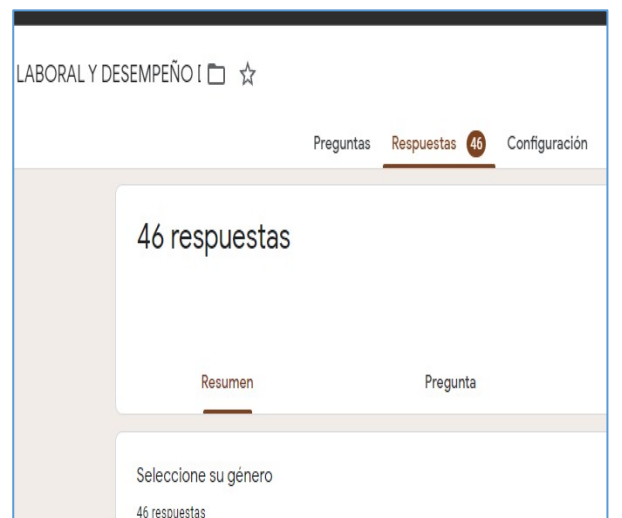 LABORAL Y DESEMPEÑO [
Preguntas Respuestas 46 Configuración
46 respuestas
Resumen Pregunta
Seleccione su género
46 respuestas